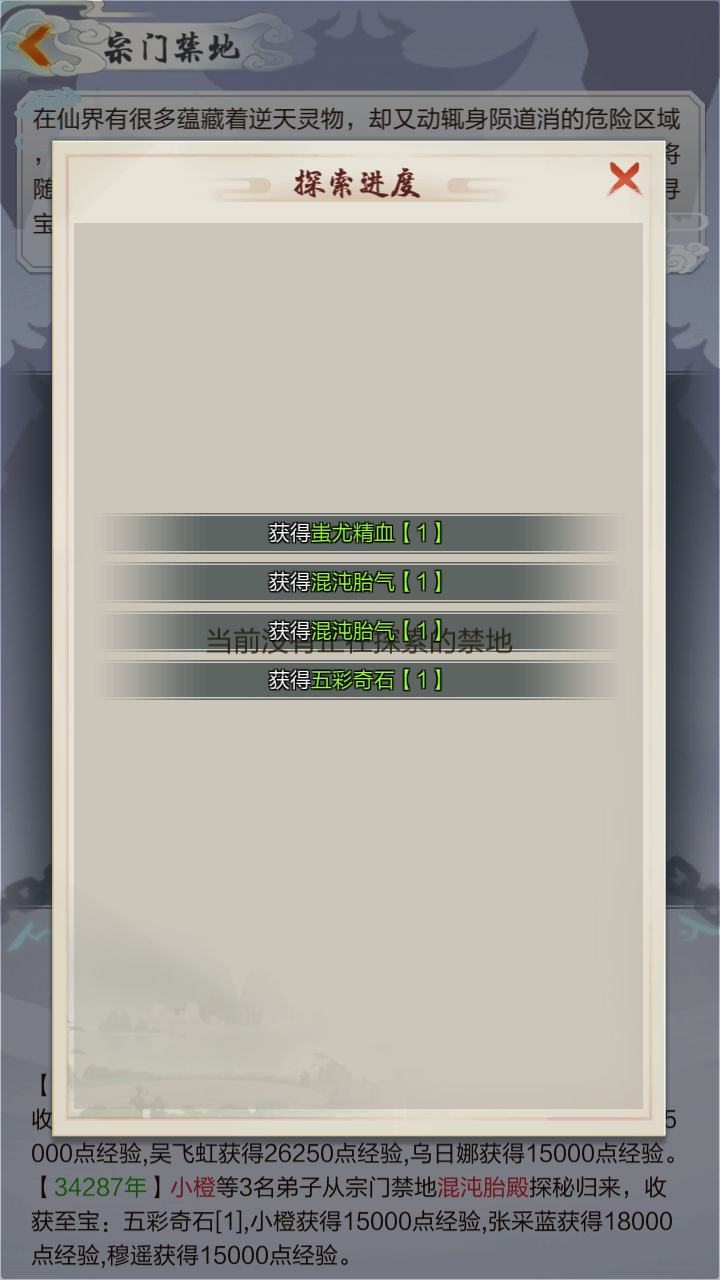 宗门禁地
在仙界有很多蕴藏着逆天灵物，却又动辄身陨道消的危险区域
，
将
随
寻
宝
探索进度
获得蚩尤精血【1】
获得混沌胎气【1】
获得混沌胎气【1】
当前没有正在探索的禁地
获得五彩奇石【1】
【
收
5
000点经验,吴飞虹获得26250点经验,乌日娜获得15000点经验。
【34287年】小橙等3名弟子从宗门禁地混沌胎殿探秘归来，收
获至宝：五彩奇石[1],小橙获得15000点经验,张采蓝获得18000
点经验,穆遥获得15000点经验。